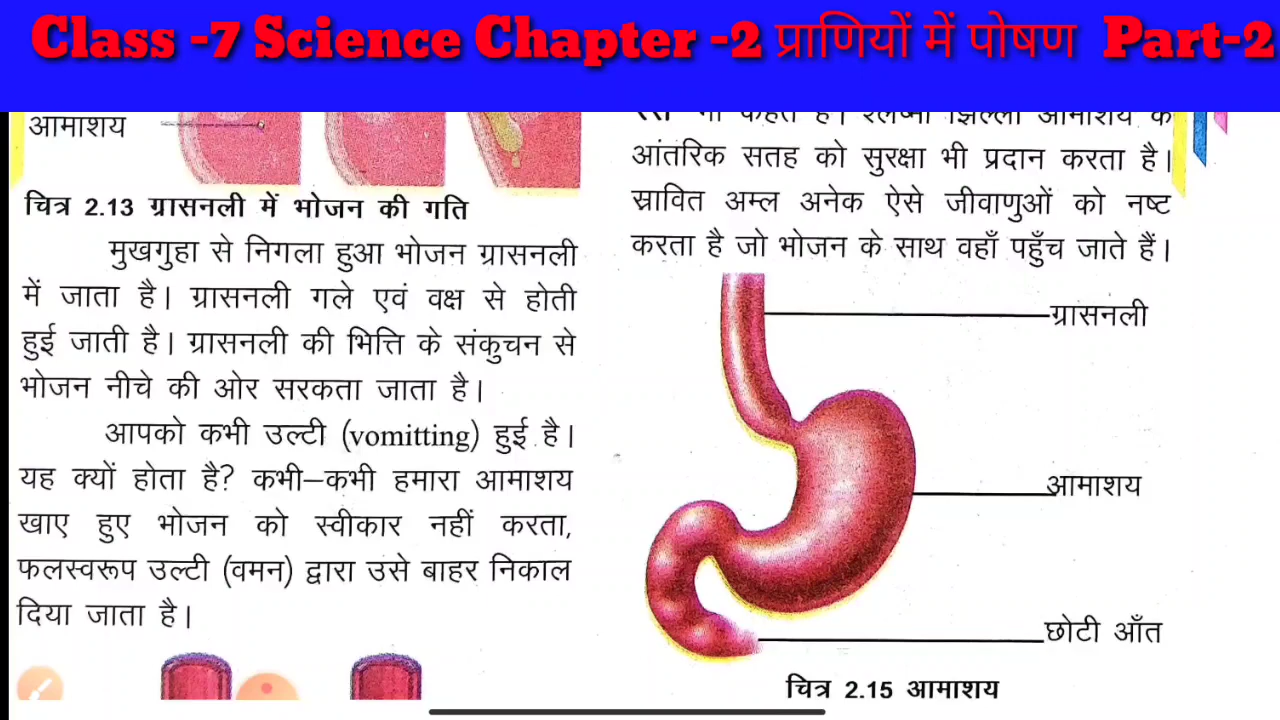 Class -7 Science Chapter -2 प्राणियों में पोषण Part-2
आमाशय
चित्र 2.13 ग्रासनली में भोजन की गति
मुखगुहा से निगला हुआ भोजन ग्रासनली
में जाता है। ग्रासनली गले एवं वक्ष से होती
हुई जाती है। ग्रासनली की भित्ति के संकुचन से
भोजन नीचे की ओर सरकता जाता है।
आपको कभी उल्टी (vomitting) हुई है।
यह क्यों होता है? कभी–कभी हमारा आमाशय
खाए हुए भोजन को स्वीकार नहीं करता,
फलस्वरूप उल्टी (वमन) द्वारा उसे बाहर निकाल
दिया जाता है।
आंतरिक सतह को सुरक्षा भी प्रदान करता है।
स्रावित अम्ल अनेक ऐसे जीवाणुओं को नष्ट
करता है जो भोजन के साथ वहाँ पहुँच जाते हैं।
ग्रासनली
आमाशय
छोटी आँत
चित्र 2.15 आमाशय